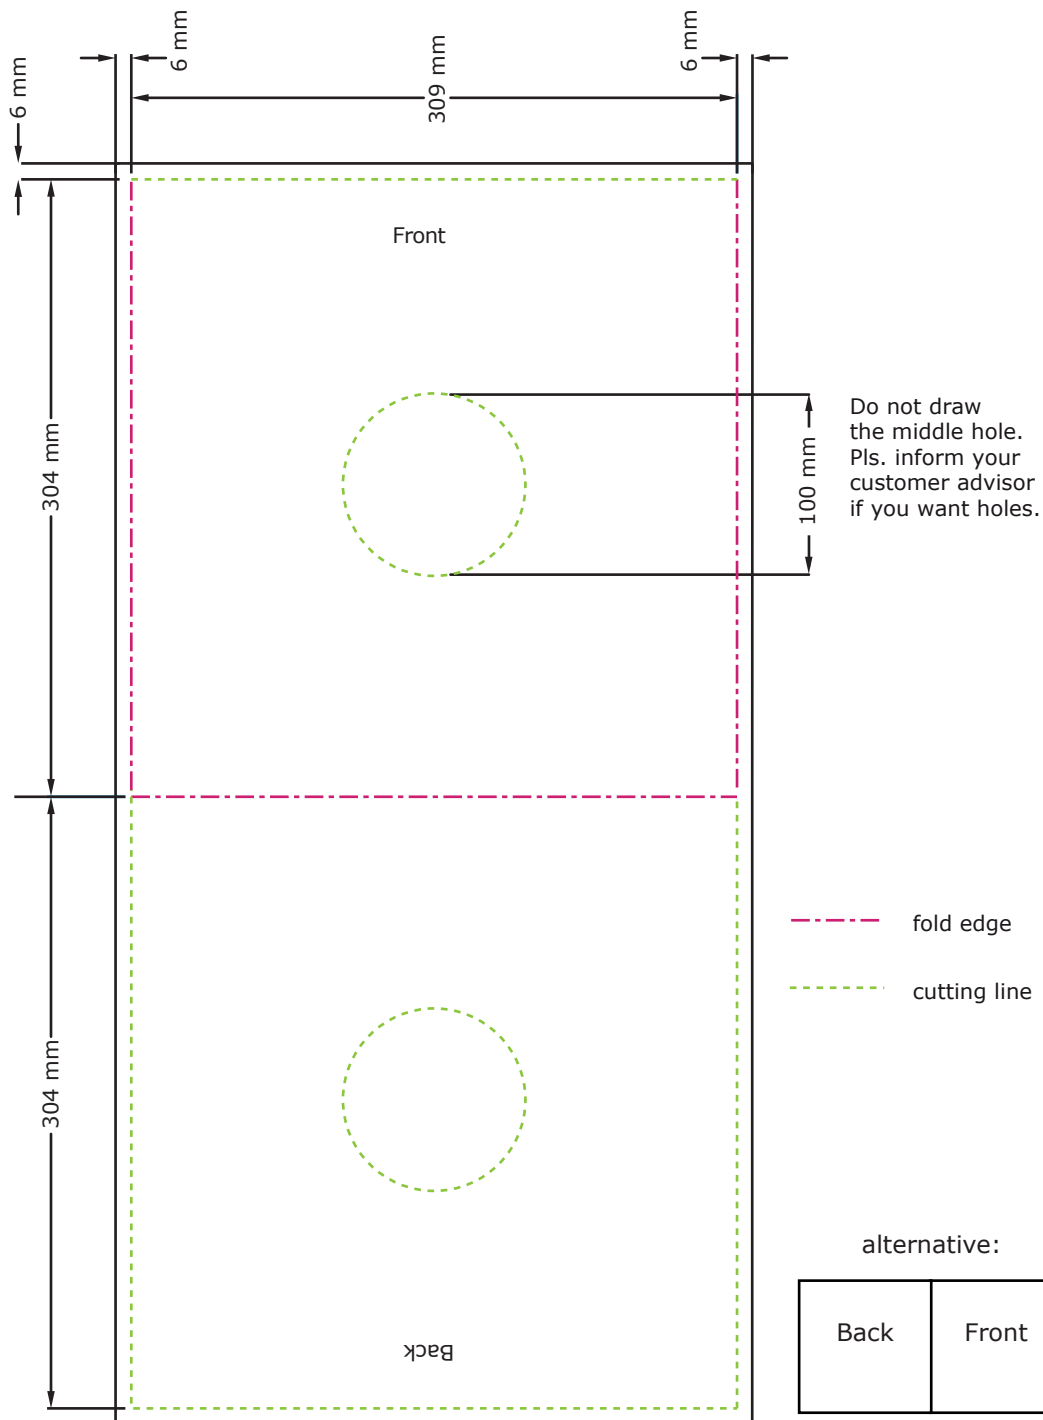 6 mm
6 mm
6 mm
309 mm
Front
304 mm
100 mm
Do not draw
the middle hole.
Pls. inform your
customer advisor
if you want holes.
fold edge
cutting line
304 mm
alternative:
Back
Front
Back